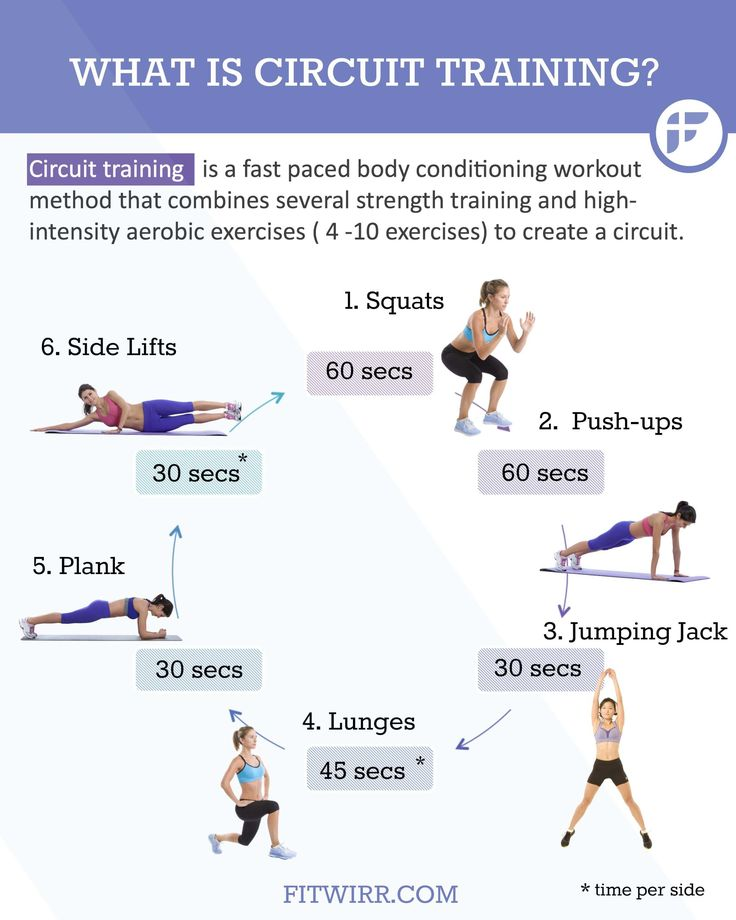 WHAT IS CIRCUIT TRAINING?
Circuit training is a fast paced body conditioning workout
method that combines several strength training and high-
intensity aerobic exercises ( 4 -10 exercises) to create a circuit.
1. Squats
60 secs
2. Push-ups
60 secs
3. Jumping Jack
30 secs
4. Lunges
45 secs *
5. Plank
30 secs
6. Side Lifts
30 secs*
FITWIRR.COM
* time per side